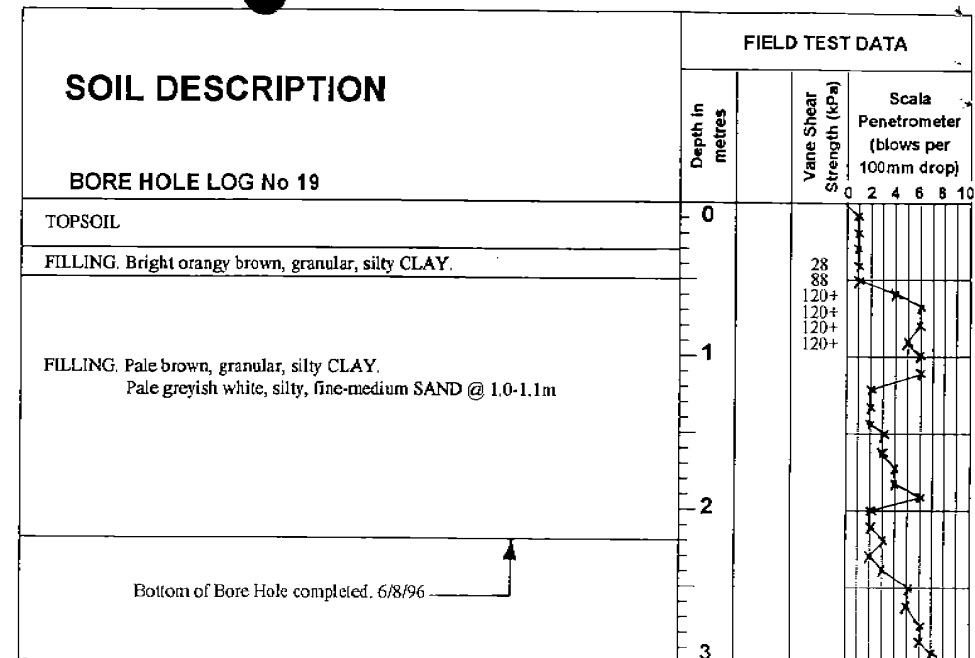 FIELD TEST DATA
SOIL DESCRIPTION
BORE HOLE LOG No 19
Depth in
metres
Vane Shear
Strength (kPa)
Scala
Penetrometer
(blows per
100mm drop)
0 2 4 6 8 10
TOPSOIL
0
FILLING. Bright orangy brown, granular, silty CLAY.
28
88
120+
120+
120+
120+
1
FILLING. Pale brown, granular, silty CLAY.
Pale greyish white, silty, fine-medium SAND @ 1.0-1.1m
2
Bottom of Bore Hole completed. 6/8/96
3